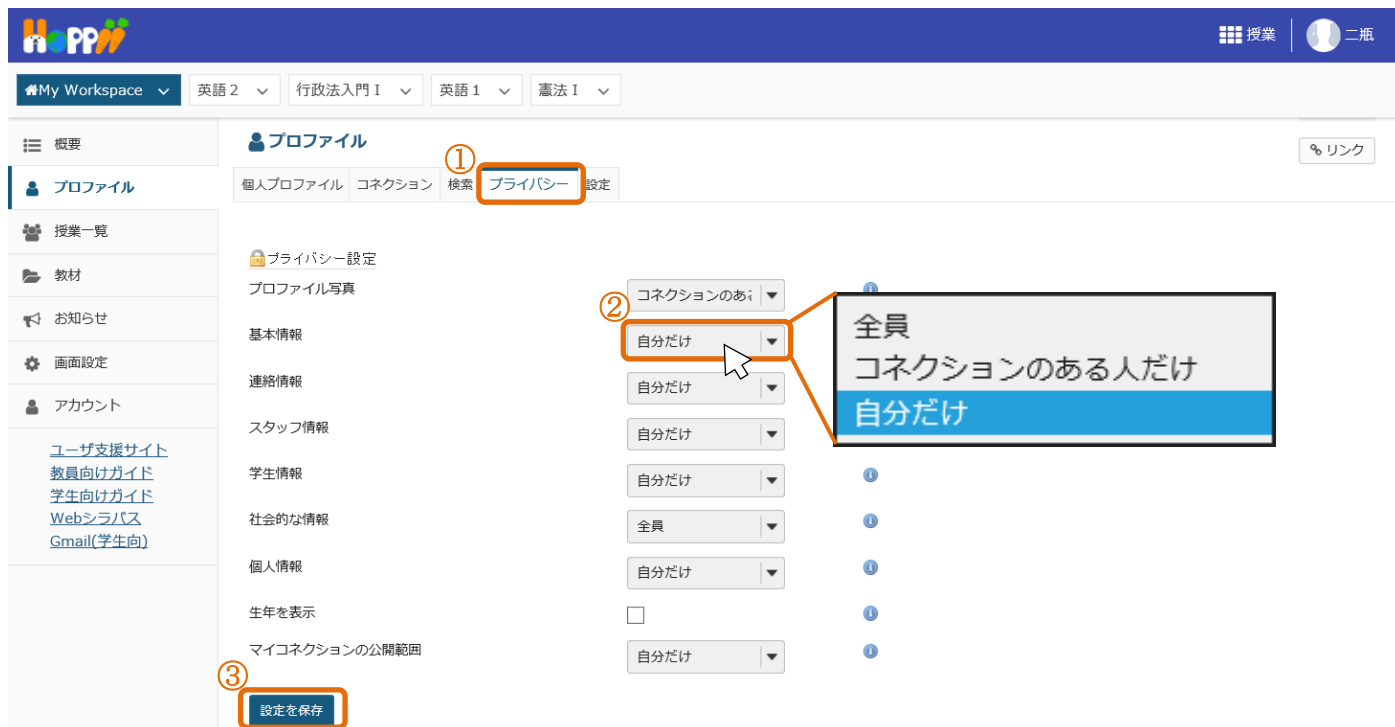 HOPPii
授業
二瓶
My Workspace
英語2
行政法入門I
英語1
憲法I
概要
プロファイル
授業一覧
教材
お知らせ
画面設定
アカウント
ユーザ支援サイト
教員向けガイド
学生向けガイド
Webシラバス
Gmail(学生向)
プロファイル
リンク
①
個人プロファイル
コネクション
検索
プライバシー
設定
プライバシー設定
プロファイル写真
コネクションのある
②
基本情報
自分だけ
全員
コネクションのある人だけ
自分だけ
連絡情報
自分だけ
スタッフ情報
自分だけ
学生情報
自分だけ
社会的な情報
全員
個人情報
自分だけ
生年を表示
マイコネクションの公開範囲
自分だけ
③
設定を保存